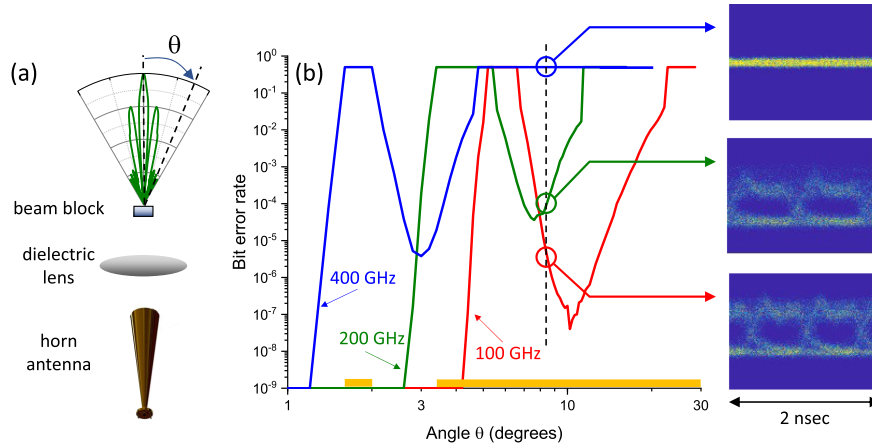 (a)
θ
beam block
dielectric
lens
horn
antenna
(b)
Bit error rate
10^0
10^-1
10^-2
10^-3
10^-4
10^-5
10^-6
10^-7
10^-8
10^-9
400 GHz
200 GHz
100 GHz
1
3
10
30
Angle θ (degrees)
2 nsec